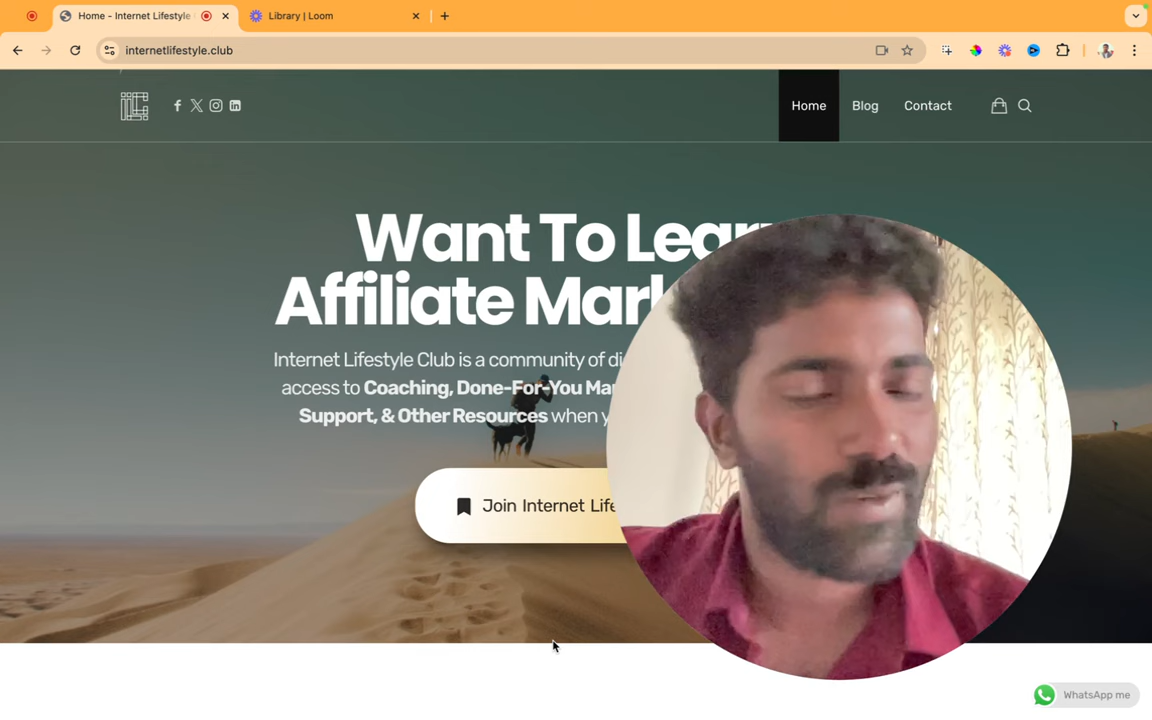 Home - Internet Lifestyle
Library | Loom
internetlifestyle.club
Home
Blog
Contact
Want To Lear
Affiliate Mar
Internet Lifestyle Club is a community of di
access to Coaching, Done-For-You Ma
Support, & Other Resources when y
Join Internet Life
WhatsApp me